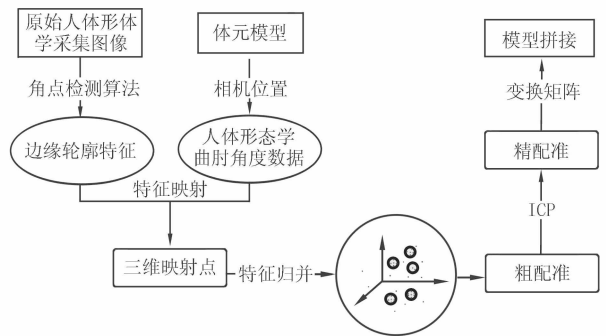 原始人体形体
学采集图像
体元模型
模型拼接
角点检测算法
相机位置
变换矩阵
边缘轮廓特征
人体形态学
曲肘角度数据
精配准
特征映射
ICP
三维映射点
特征归并
粗配准